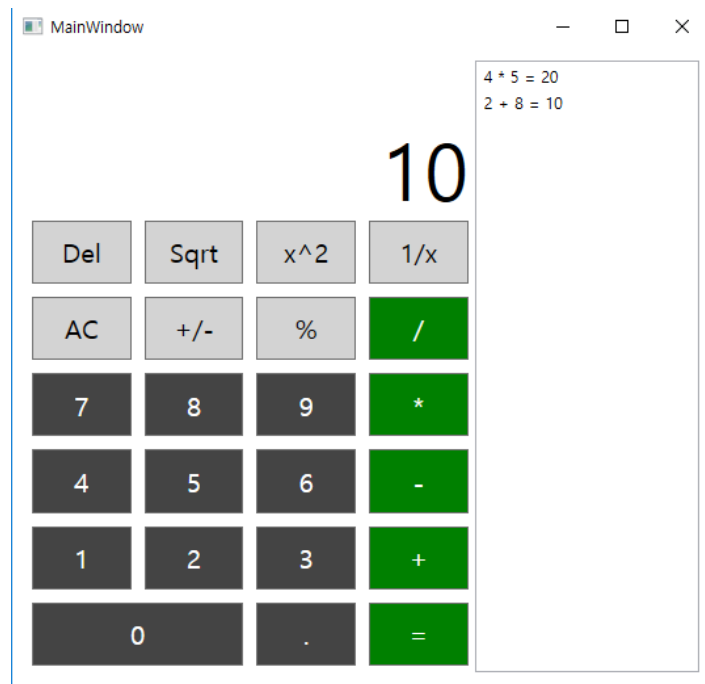 MainWindow
4 * 5 = 20
2 + 8 = 10
10
Del Sqrt x^2 1/x
AC +/- % /
7 8 9 *
4 5 6 -
1 2 3 +
0 . =